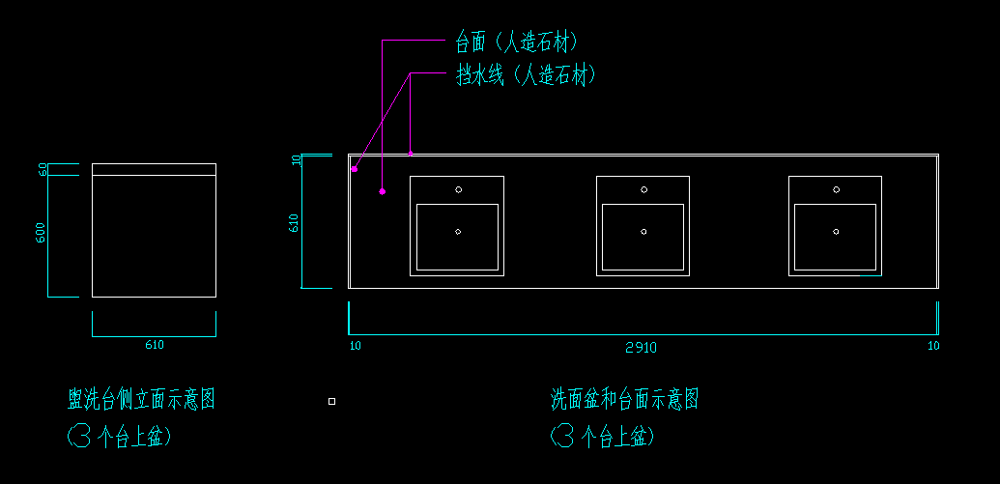 台面（人造石材）
挡水线（人造石材）
60
600
610
10
610
10
2910
10
盥洗台侧立面示意图
（3 个台上盆）
洗面盆和台面示意图
（3 个台上盆）